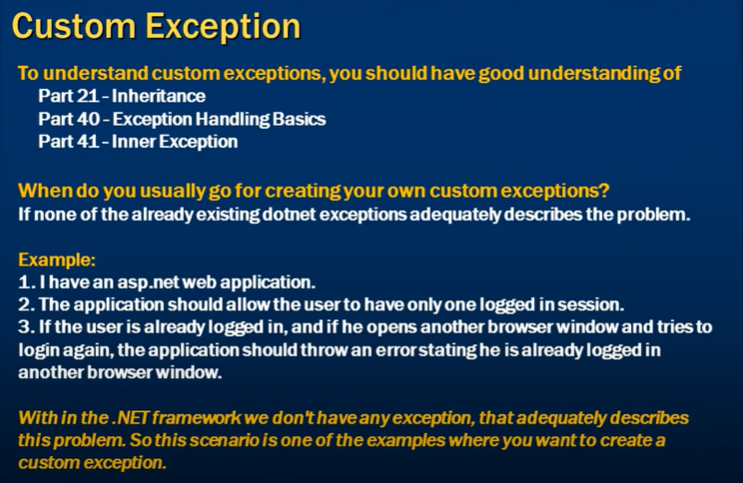 Custom Exception
To understand custom exceptions, you should have good understanding of
Part 21 - Inheritance
Part 40 - Exception Handling Basics
Part 41 - Inner Exception
When do you usually go for creating your own custom exceptions?
If none of the already existing dotnet exceptions adequately describes the problem.
Example:
1. I have an asp.net web application.
2. The application should allow the user to have only one logged in session.
3. If the user is already logged in, and if he opens another browser window and tries to
login again, the application should throw an error stating he is already logged in
another browser window.
With in the .NET framework we don't have any exception, that adequately describes
this problem. So this scenario is one of the examples where you want to create a
custom exception.